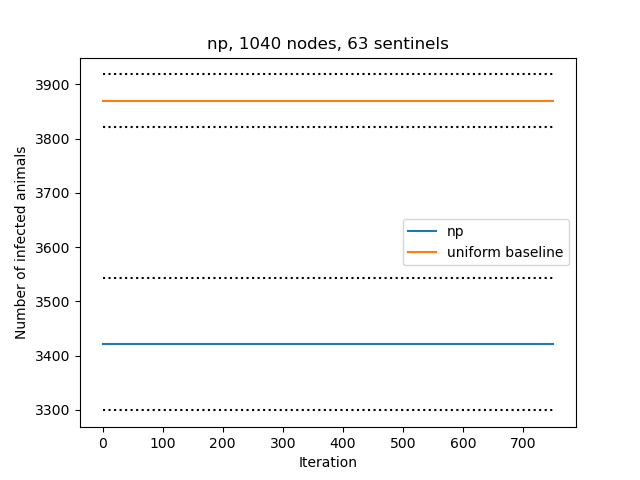 np, 1040 nodes, 63 sentinels
Number of infected animals
3900
3800
3700
3600
3500
3400
3300
np
uniform baseline
0 100 200 300 400 500 600 700
Iteration